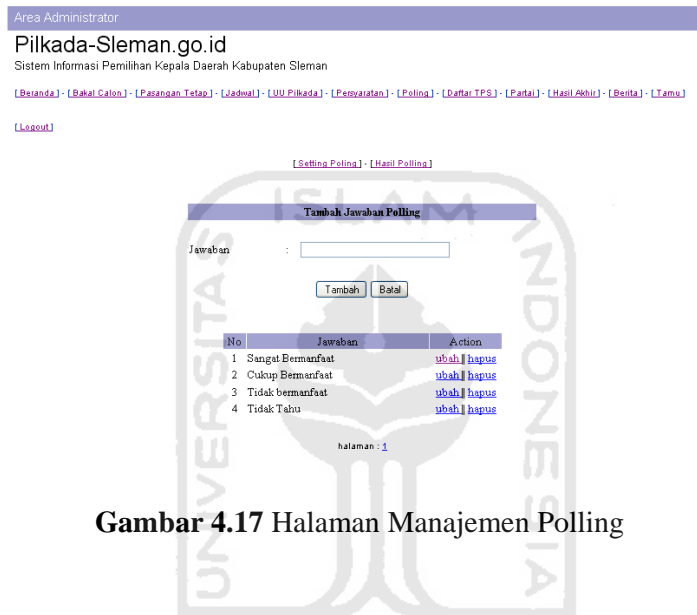 Area Administrator
Pilkada-Sleman.go.id
Sistem Informasi Pemilihan Kepala Daerah Kabupaten Sleman
[ Beranda ] - [ Bakal Calon ] - [ Pasangan Tetap ] - [ Jadwal ] - [ UU Pilkada ] - [ Persyaratan ] - [ Poling ] - [ Daftar TPS ] - [ Partai ] - [ Hasil Akhir ] - [ Berita ] - [ Tamu ]
[ Logout ]
[ Setting Poling ] - [ Hasil Polling ]
Tambah Jawaban Polling
Jawaban :
Tambah Batal
No Jawaban Action
1 Sangat Bermanfaat ubah || hapus
2 Cukup Bermanfaat ubah || hapus
3 Tidak bermanfaat ubah || hapus
4 Tidak Tahu ubah || hapus
halaman : 1
Gambar 4.17 Halaman Manajemen Polling
UNIVERSITAS ISLAM INDONESIA